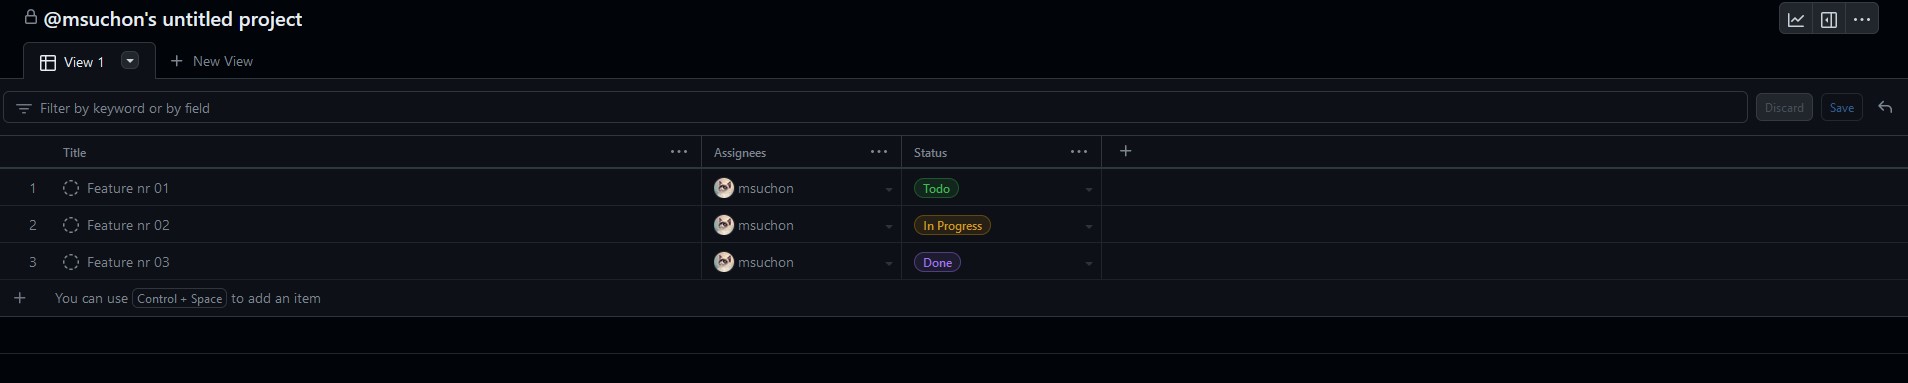 @msuchon's untitled project
View 1 New View
Filter by keyword or by field Discard Save
Title Assignees Status
1 Feature nr 01 msuchon Todo
2 Feature nr 02 msuchon In Progress
3 Feature nr 03 msuchon Done
You can use Control + Space to add an item